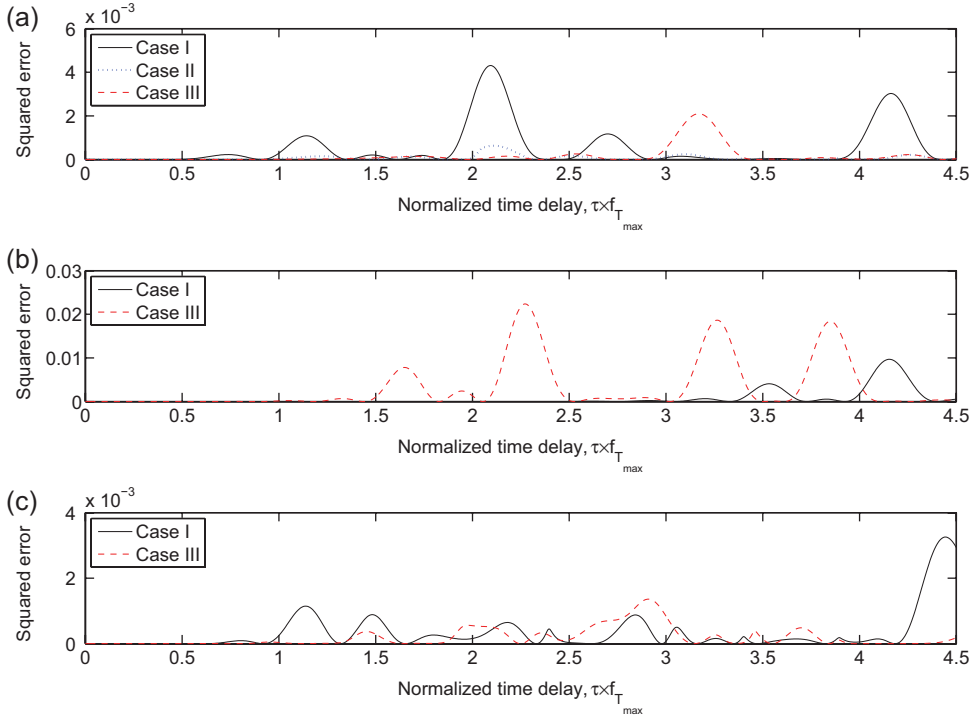 (a)
x 10⁻³
Squared error
6
4
2
0
Case I
Case II
Case III
0 0.5 1 1.5 2 2.5 3 3.5 4 4.5
Normalized time delay, τ×f_Tmax
(b)
Squared error
0.03
0.02
0.01
0
Case I
Case III
0 0.5 1 1.5 2 2.5 3 3.5 4 4.5
Normalized time delay, τ×f_Tmax
(c)
x 10⁻³
Squared error
4
2
0
Case I
Case III
0 0.5 1 1.5 2 2.5 3 3.5 4 4.5
Normalized time delay, τ×f_Tmax